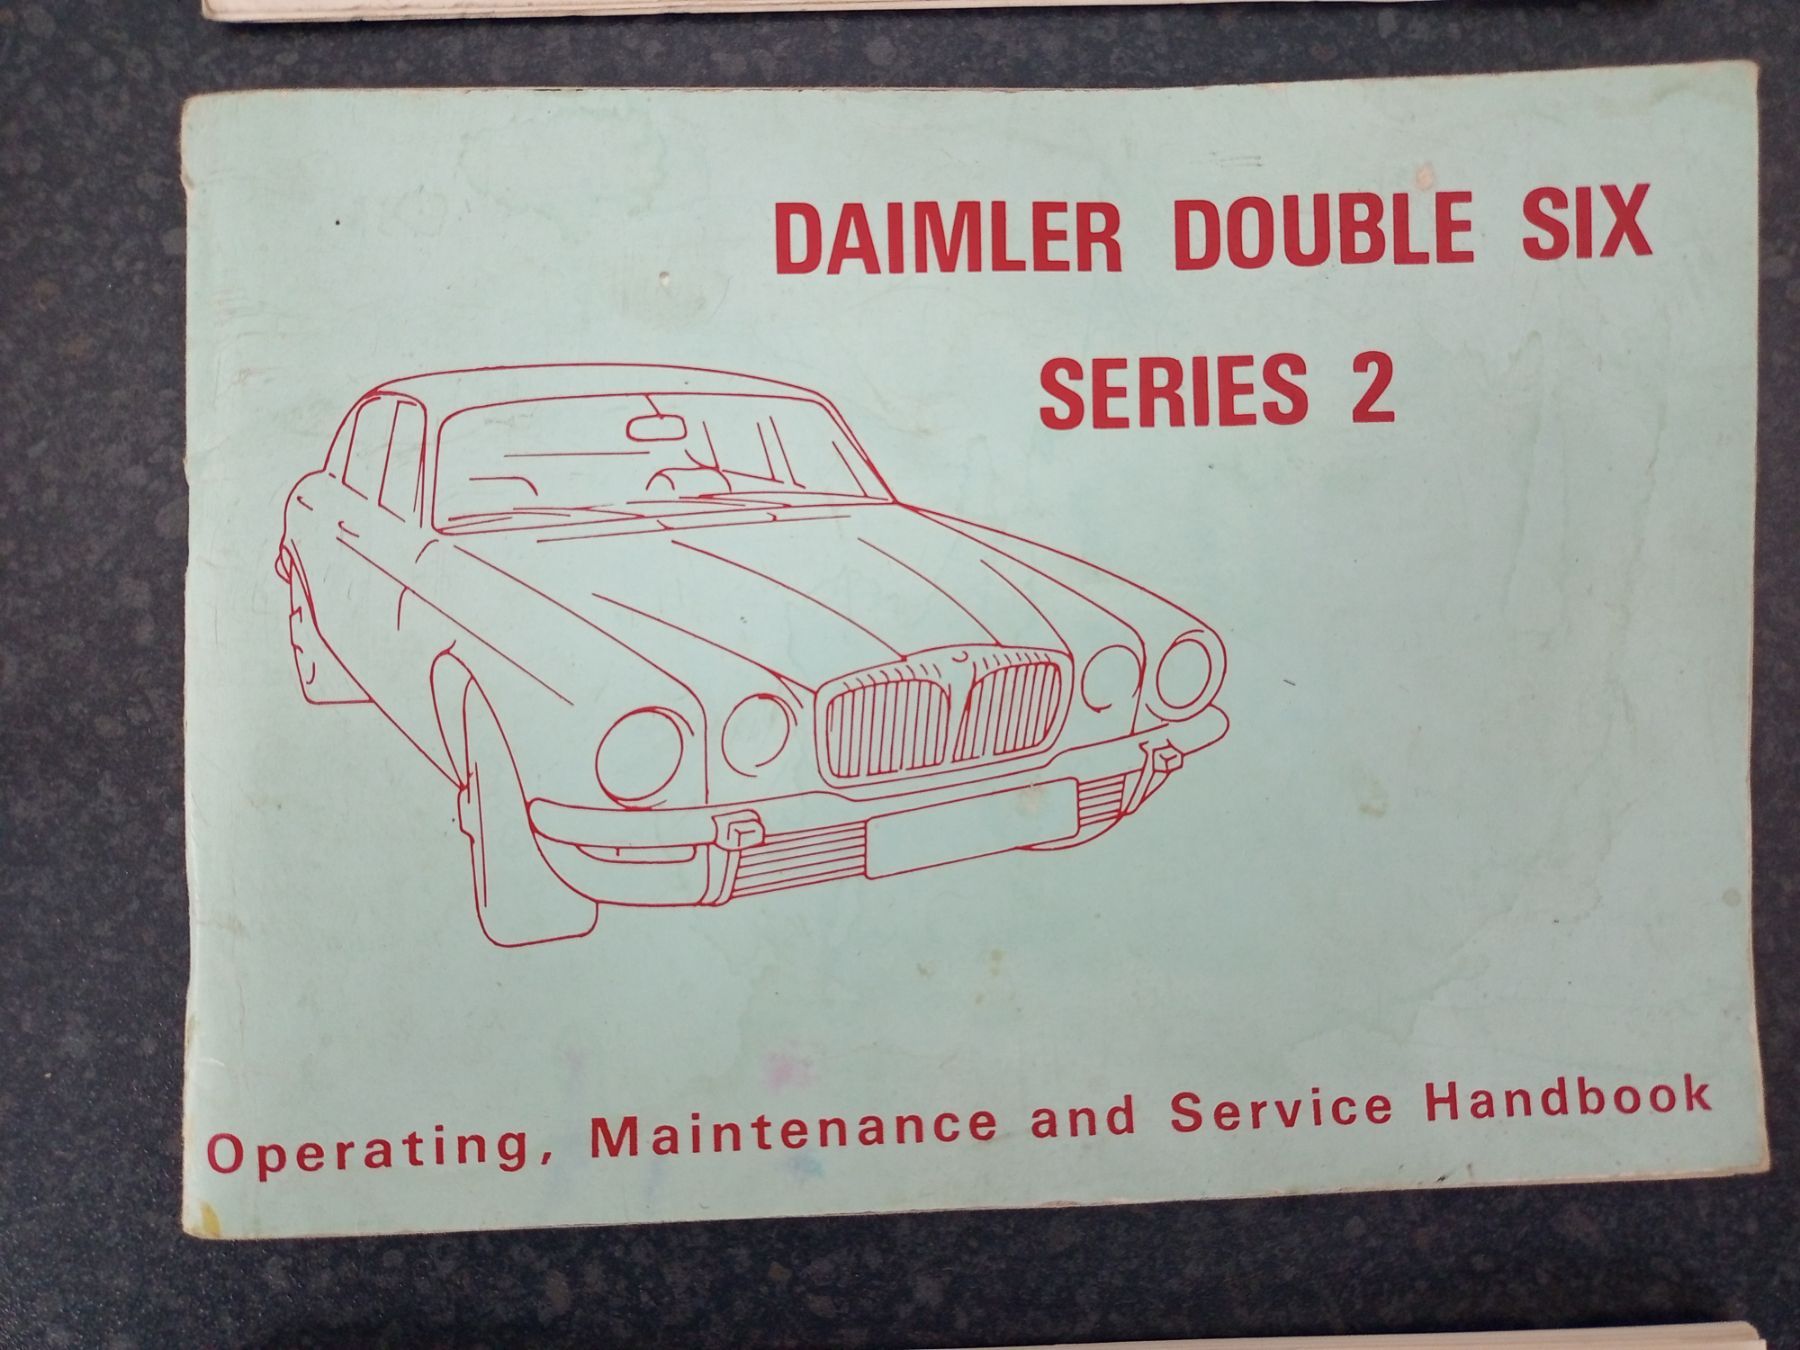 DAIMLER DOUBLE SIX
SERIES 2
Operating, Maintenance and Service Handbook